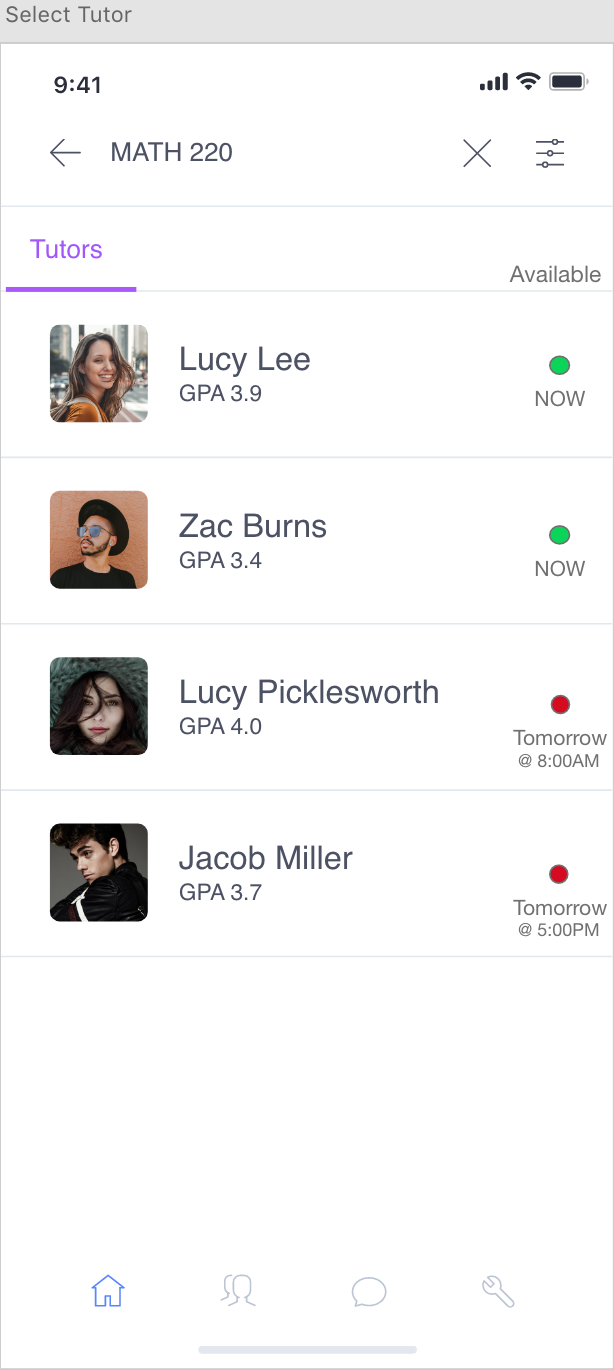 Select Tutor
9:41
MATH 220
Tutors
Available
Lucy Lee
GPA 3.9
NOW
Zac Burns
GPA 3.4
NOW
Lucy Picklesworth
GPA 4.0
Tomorrow
@ 8:00AM
Jacob Miller
GPA 3.7
Tomorrow
@ 5:00PM